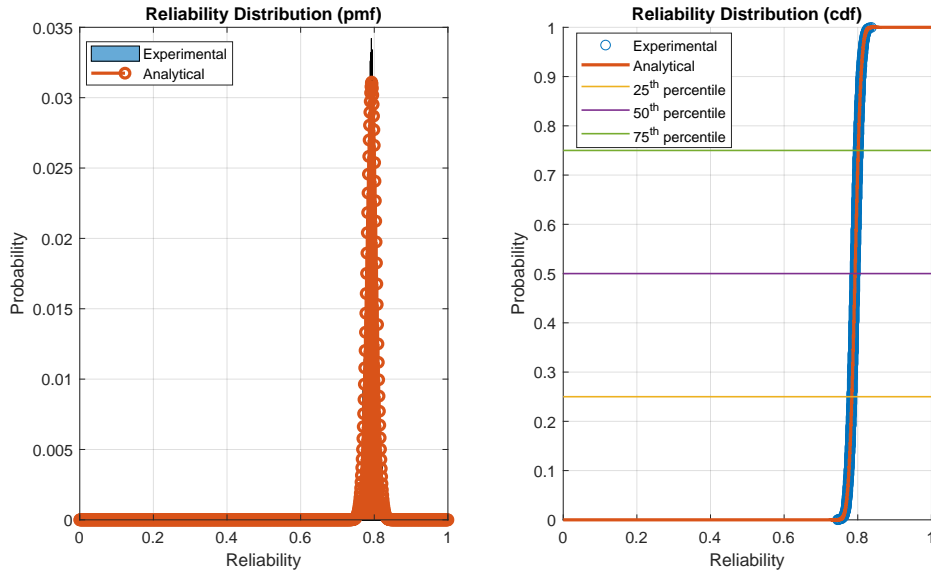 Reliability Distribution (pmf)
0.035
0.03
0.025
0.02
0.015
0.01
0.005
0
Probability
0 0.2 0.4 0.6 0.8 1
Reliability
Experimental
Analytical
Reliability Distribution (cdf)
1
0.9
0.8
0.7
0.6
0.5
0.4
0.3
0.2
0.1
0
Probability
0 0.2 0.4 0.6 0.8 1
Reliability
Experimental
Analytical
25th percentile
50th percentile
75th percentile